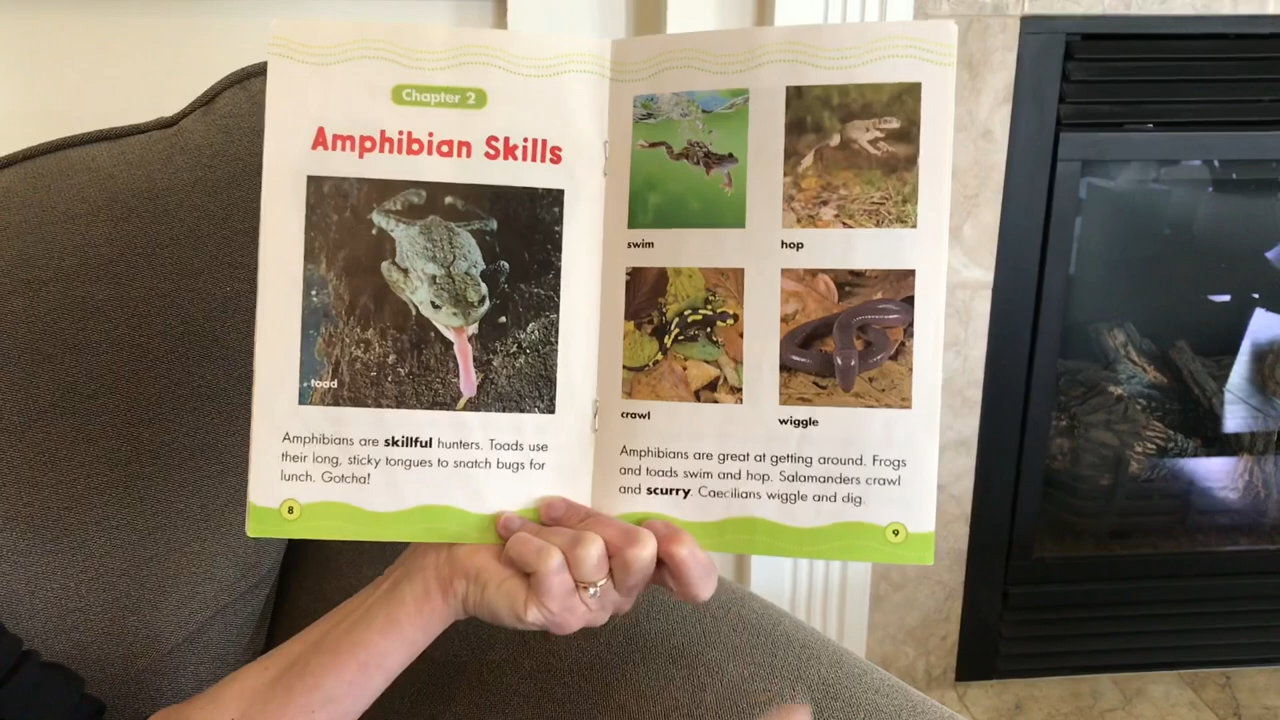 Chapter 2
Amphibian Skills
toad
Amphibians are skillful hunters. Toads use
their long, sticky tongues to snatch bugs for
lunch. Gotcha!
8
swim
hop
crawl
wiggle
Amphibians are great at getting around. Frogs
and toads swim and hop. Salamanders crawl
and scurry. Caecilians wiggle and dig.
9